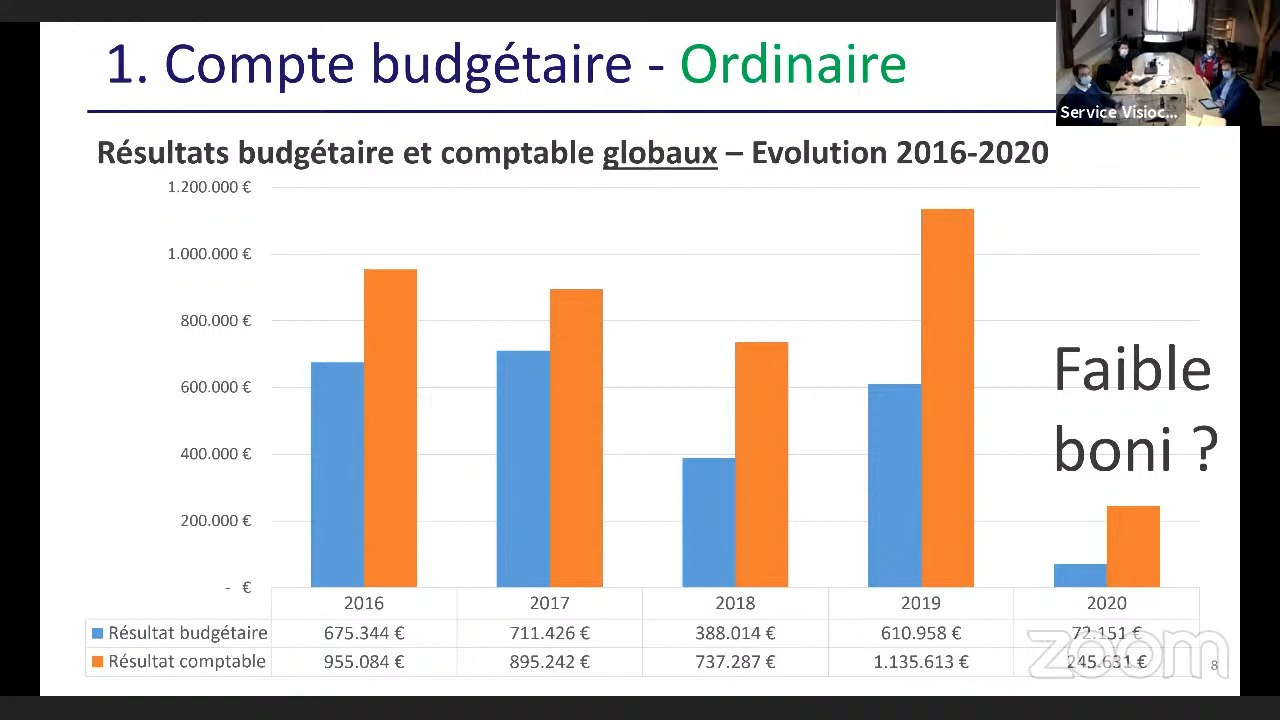 1. Compte budgétaire - Ordinaire
Service Visioc...
Résultats budgétaire et comptable globaux – Evolution 2016-2020
1.200.000 €
1.000.000 €
800.000 €
600.000 €
400.000 €
200.000 €
- €
Faible
boni ?
2016 2017 2018 2019 2020
Résultat budgétaire 675.344 € 711.426 € 388.014 € 610.958 € 72.151 €
Résultat comptable 955.084 € 895.242 € 737.287 € 1.135.613 € 245.631 €
zoom
8